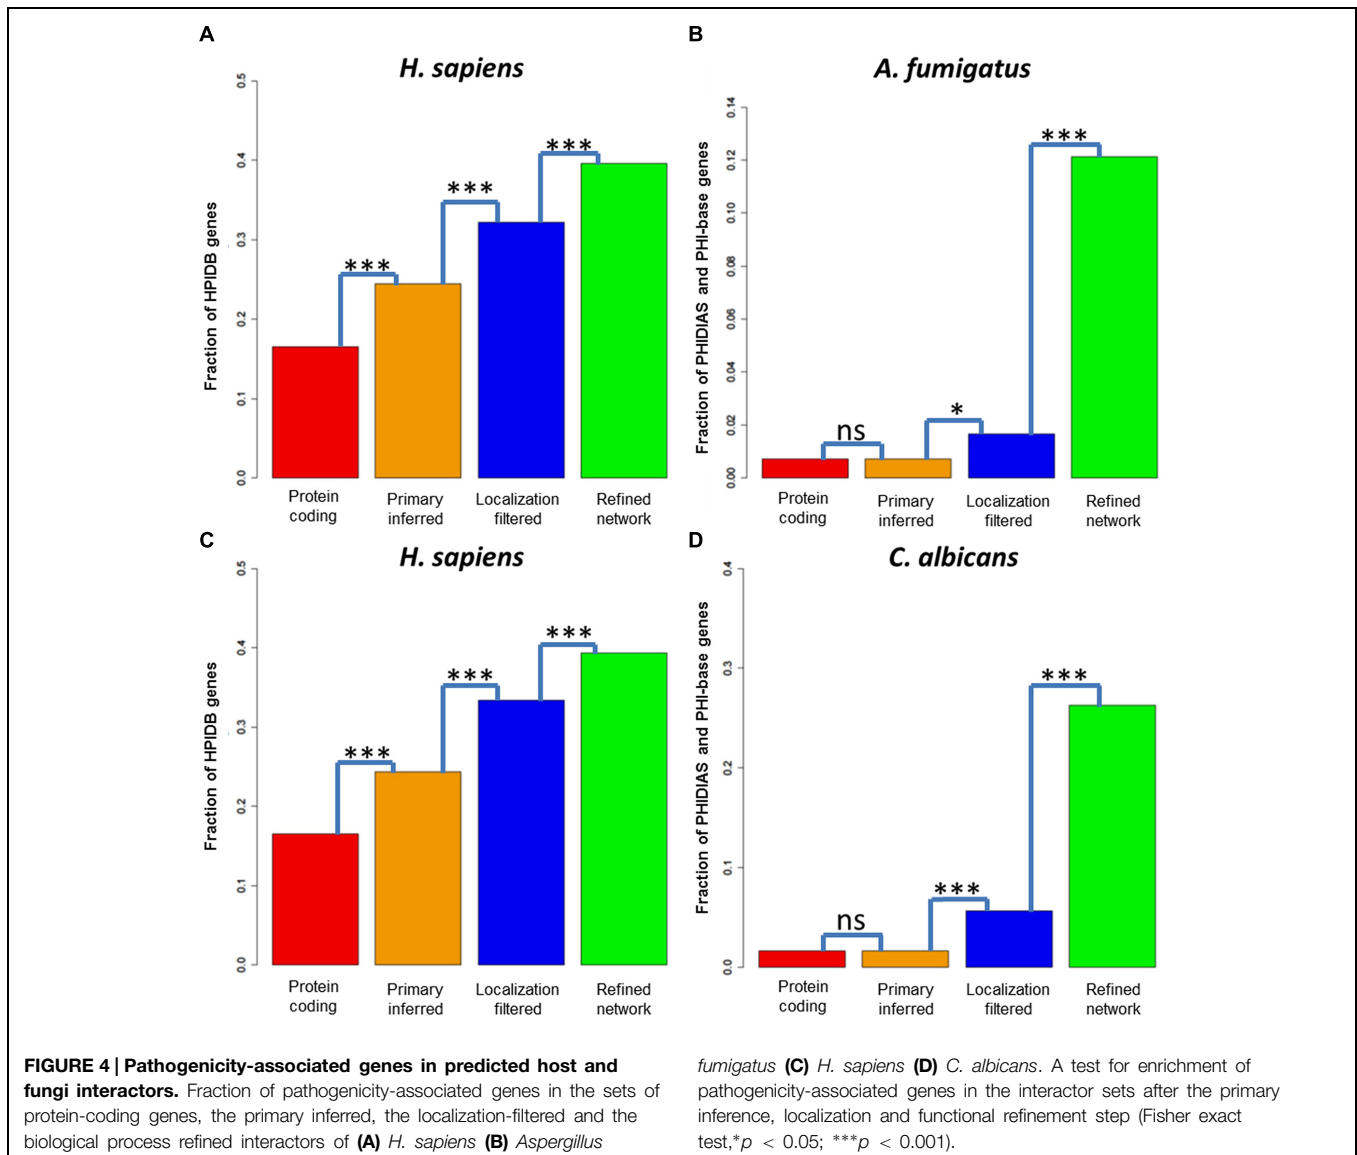 A
H. sapiens
Fraction of HPIDB genes
0.0
0.1
0.2
0.3
0.4
0.5
***
***
***
Protein coding
Primary inferred
Localization filtered
Refined network
B
A. fumigatus
Fraction of PHIDIAS and PHI-base genes
0.00
0.02
0.04
0.06
0.08
0.10
0.12
0.14
ns
*
***
Protein coding
Primary inferred
Localization filtered
Refined network
C
H. sapiens
Fraction of HPIDB genes
0.0
0.1
0.2
0.3
0.4
0.5
***
***
***
Protein coding
Primary inferred
Localization filtered
Refined network
D
C. albicans
Fraction of PHIDIAS and PHI-base genes
0.0
0.1
0.2
0.3
0.4
ns
***
***
Protein coding
Primary inferred
Localization filtered
Refined network
FIGURE 4 | Pathogenicity-associated genes in predicted host and
fungi interactors. Fraction of pathogenicity-associated genes in the sets of
protein-coding genes, the primary inferred, the localization-filtered and the
biological process refined interactors of (A) H. sapiens (B) Aspergillus
fumigatus (C) H. sapiens (D) C. albicans. A test for enrichment of
pathogenicity-associated genes in the interactor sets after the primary
inference, localization and functional refinement step (Fisher exact
test,*p < 0.05; ***p < 0.001).